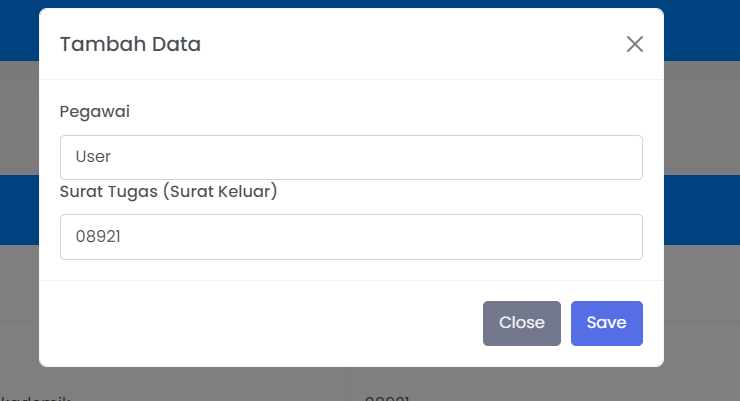 Tambah Data
Pegawai
User
Surat Tugas (Surat Keluar)
08921
Close
Save